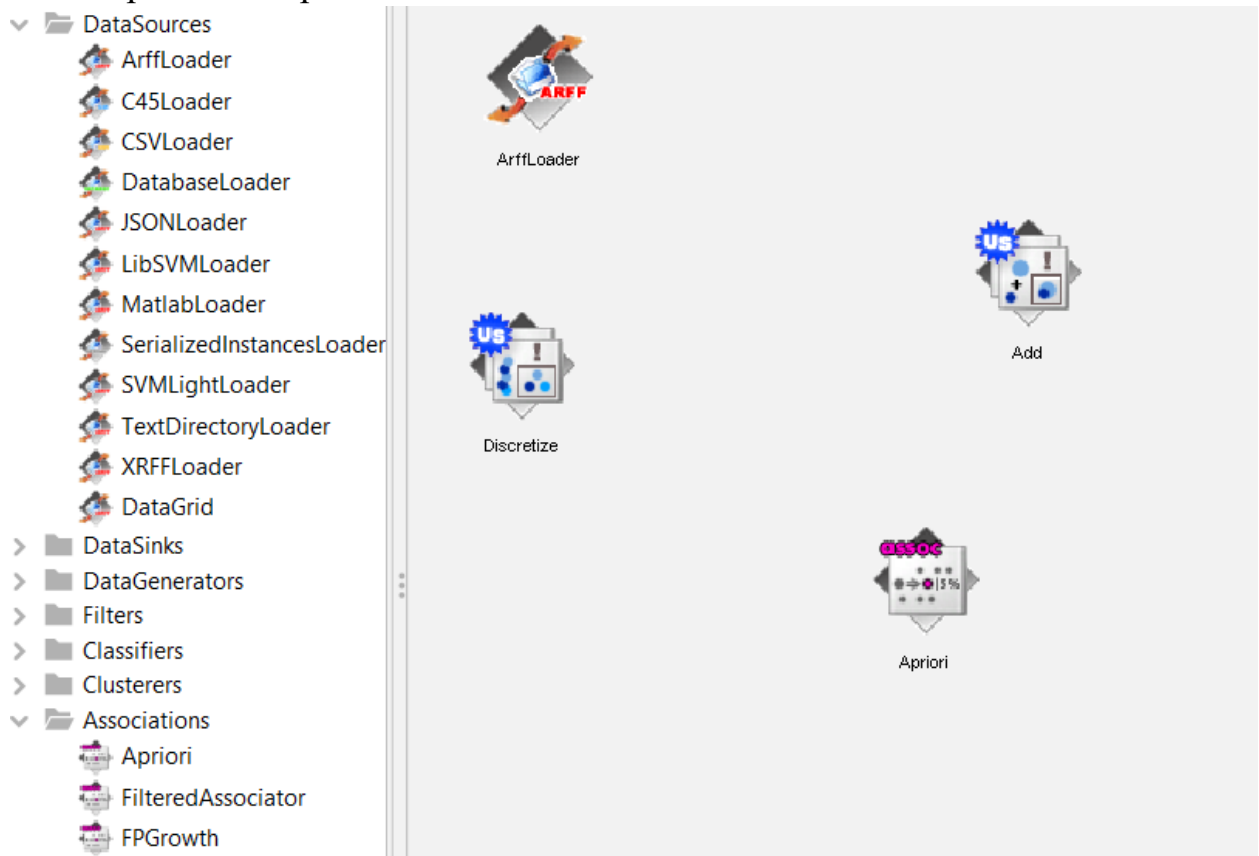 DataSources
ArffLoader
C45Loader
CSVLoader
DatabaseLoader
JSONLoader
LibSVMLoader
MatlabLoader
SerializedInstancesLoader
SVMLightLoader
TextDirectoryLoader
XRFFLoader
DataGrid
DataSinks
DataGenerators
Filters
Classifiers
Clusterers
Associations
Apriori
FilteredAssociator
FPGrowth
ARFF
ArffLoader
US
Add
US
Discretize
assoc
Apriori